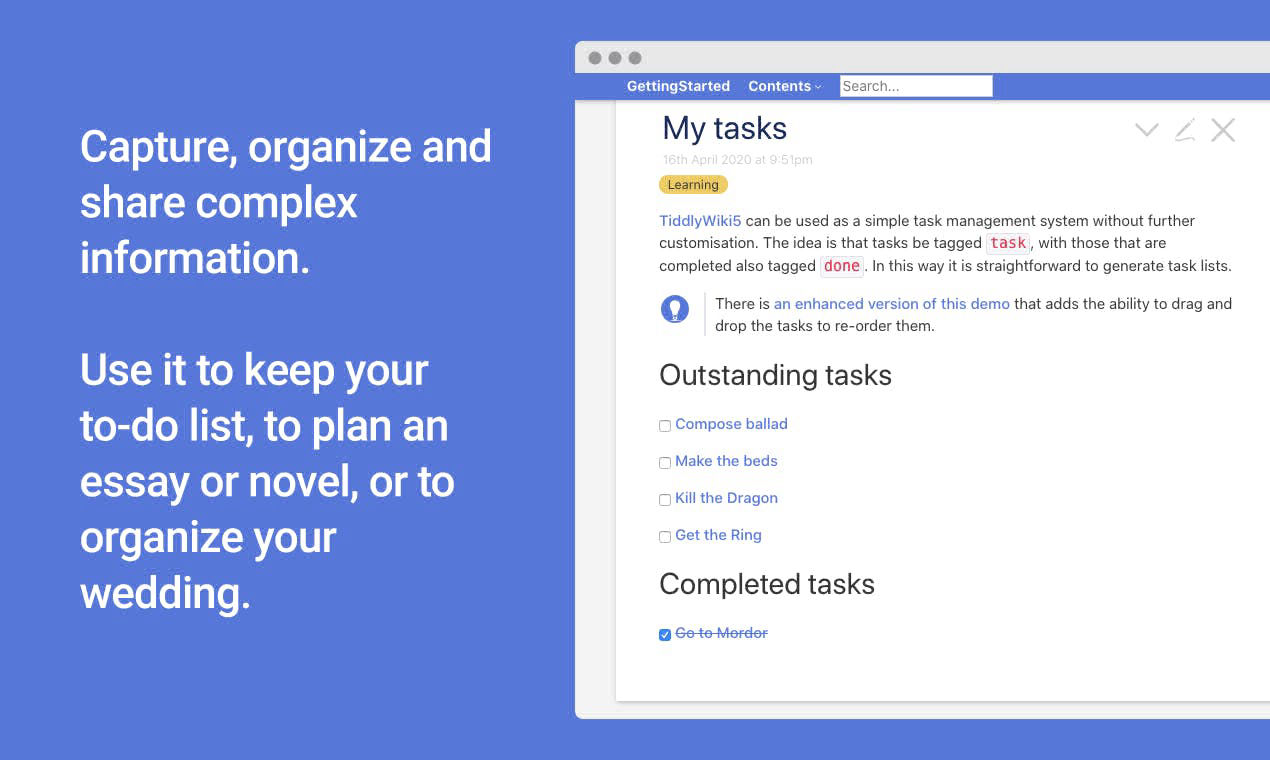 Capture, organize and
share complex
information.
Use it to keep your
to-do list, to plan an
essay or novel, or to
organize your
wedding.
GettingStarted Contents Search...
My tasks
16th April 2020 at 9:51pm
Learning
TiddlyWiki5 can be used as a simple task management system without further
customisation. The idea is that tasks be tagged task, with those that are
completed also tagged done. In this way it is straightforward to generate task lists.
There is an enhanced version of this demo that adds the ability to drag and
drop the tasks to re-order them.
Outstanding tasks
Compose ballad
Make the beds
Kill the Dragon
Get the Ring
Completed tasks
Go to Mordor